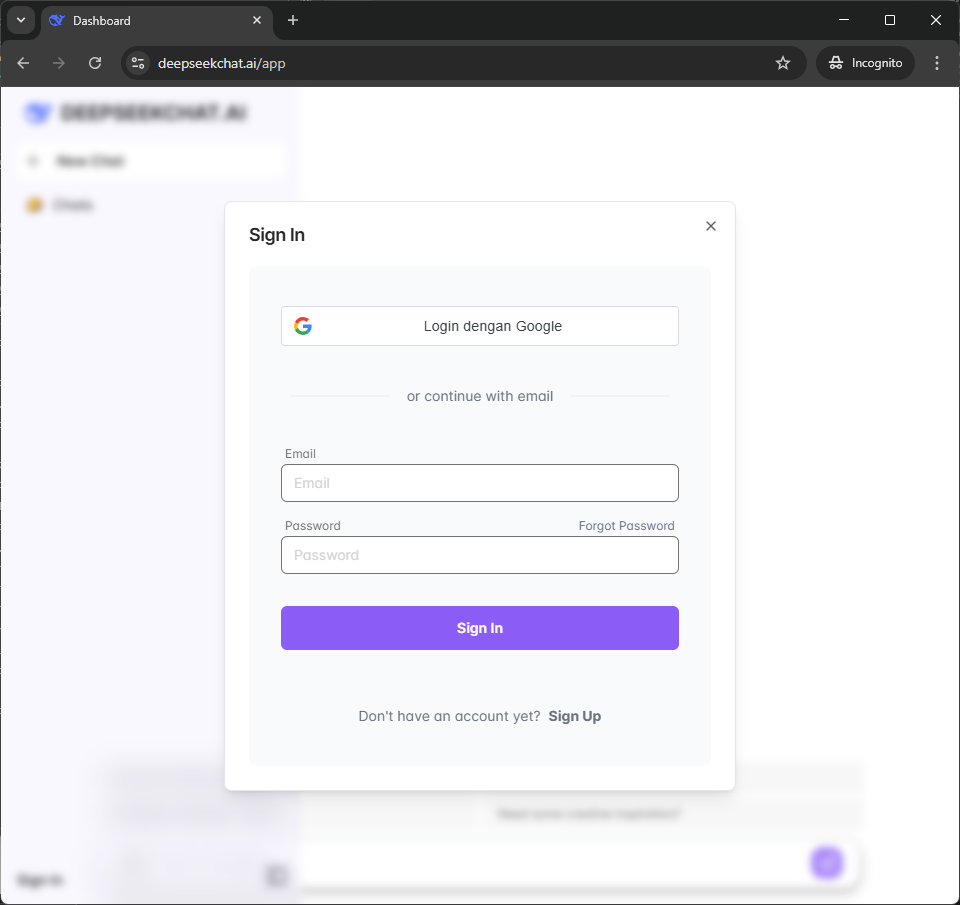 Dashboard
deepseekchat.ai/app
Incognito
DEEPSEEKCHAT.AI
New Chat
Chats
Sign In
Login dengan Google
or continue with email
Email
Email
Password
Forgot Password
Password
Sign In
Don't have an account yet? Sign Up
Need some creative inspiration?
Sign In